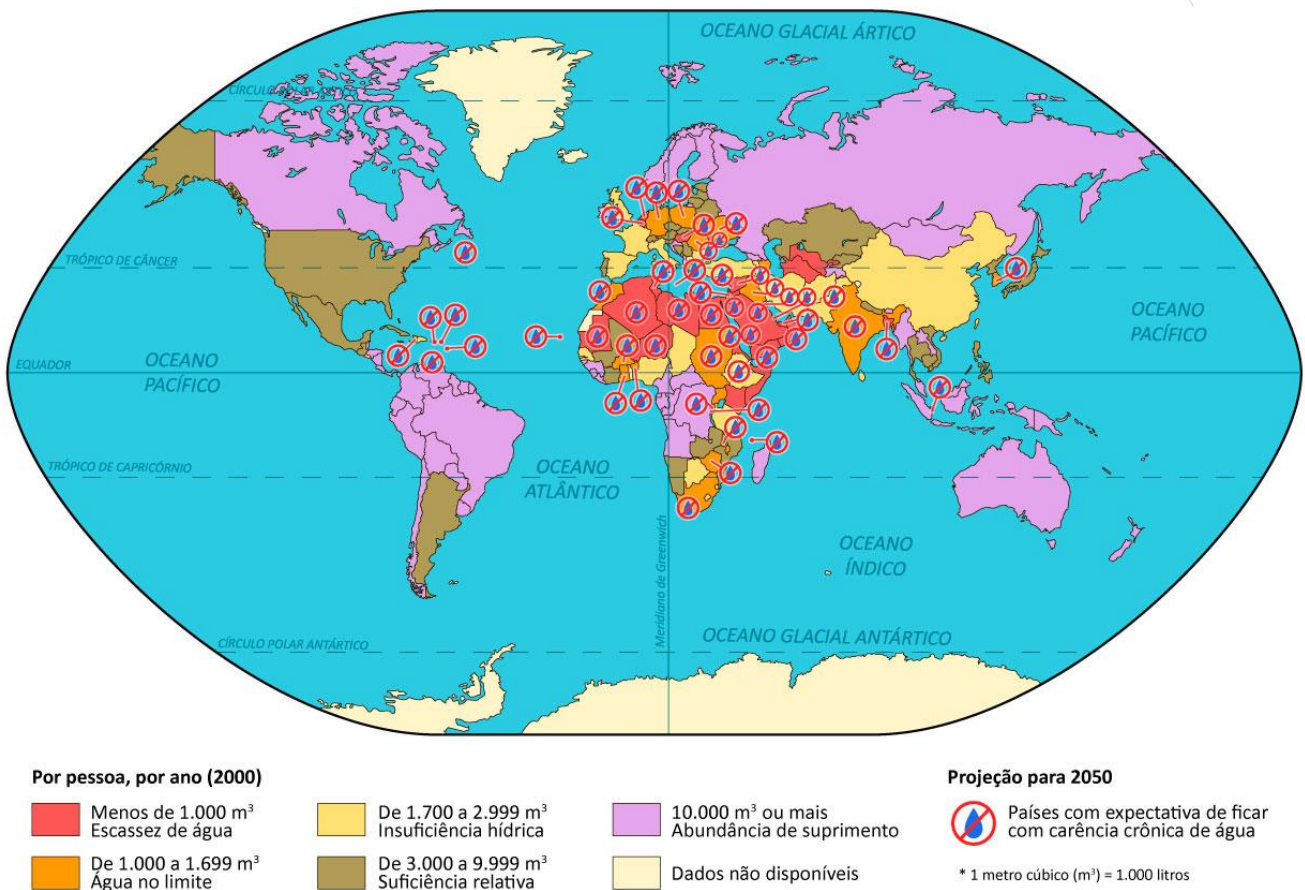 OCEANO GLACIAL ÁRTICO
CÍRCULO POLAR ÁRTICO
TRÓPICO DE CÂNCER
OCEANO
PACÍFICO
EQUADOR
OCEANO
PACÍFICO
TRÓPICO DE CAPRICÓRNIO
OCEANO
ATLÂNTICO
Meridiano de Greenwich
OCEANO
ÍNDICO
CÍRCULO POLAR ANTÁRTICO
OCEANO GLACIAL ANTÁRTICO
Por pessoa, por ano (2000)
Menos de 1.000 m³
Escassez de água
De 1.000 a 1.699 m³
Água no limite
De 1.700 a 2.999 m³
Insuficiência hídrica
De 3.000 a 9.999 m³
Suficiência relativa
10.000 m³ ou mais
Abundância de suprimento
Dados não disponíveis
Projeção para 2050
Países com expectativa de ficar
com carência crônica de água
* 1 metro cúbico (m³) = 1.000 litros